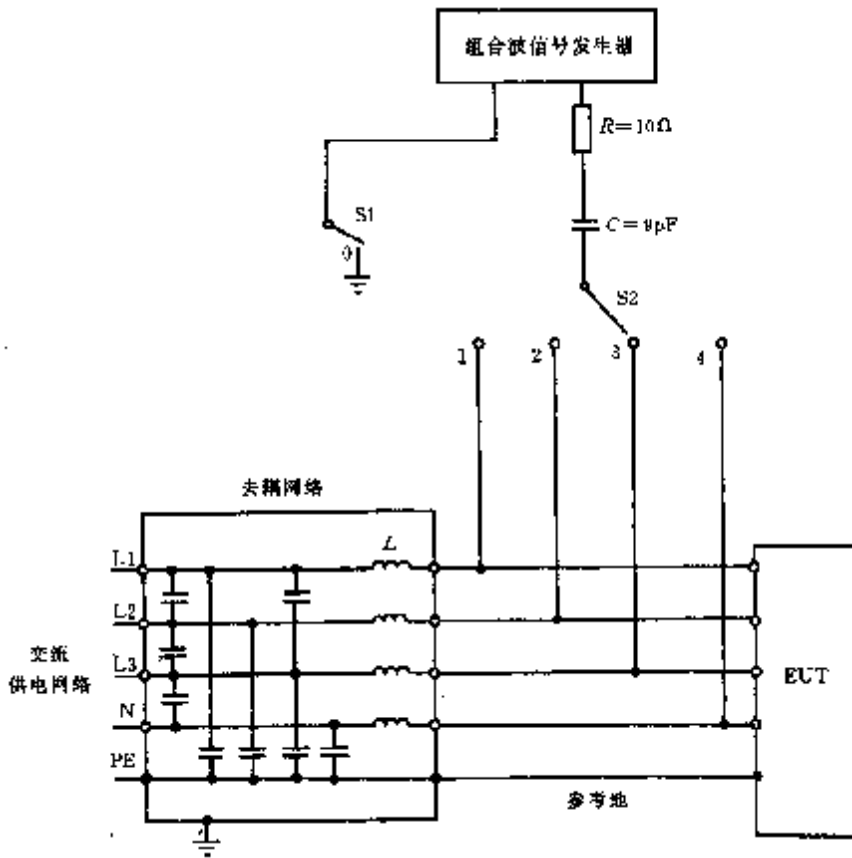 组合波信号发生器
R=10Ω
S1
0
C=9μF
S2
1
2
3
4
去耦网络
L
L1
L2
L3
N
PE
交流
供电网络
EUT
参考地